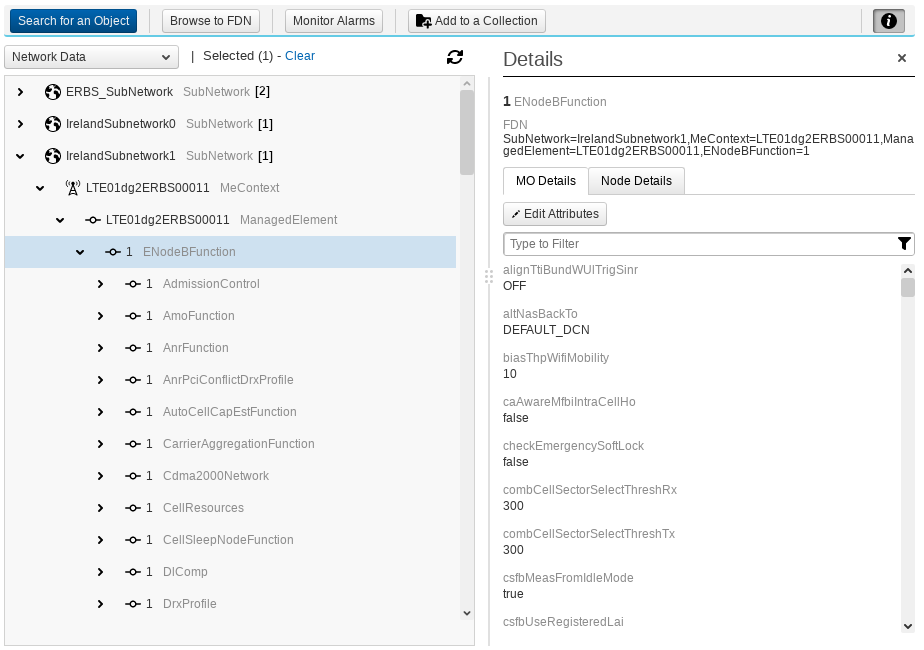 Search for an Object
Browse to FDN
Monitor Alarms
Add to a Collection
Network Data
| Selected (1) - Clear
ERBS_SubNetwork SubNetwork [2]
IrelandSubnetwork0 SubNetwork [1]
IrelandSubnetwork1 SubNetwork [1]
LTE01dg2ERBS00011 MeContext
LTE01dg2ERBS00011 ManagedElement
1 ENodeBFunction
1 AdmissionControl
1 AmoFunction
1 AnrFunction
1 AnrPciConflictDrxProfile
1 AutoCellCapEstFunction
1 CarrierAggregationFunction
1 Cdma2000Network
1 CellResources
1 CellSleepNodeFunction
1 DlComp
1 DrxProfile
Details
1 ENodeBFunction
FDN
SubNetwork=IrelandSubnetwork1,MeContext=LTE01dg2ERBS00011,Mana
gedElement=LTE01dg2ERBS00011,ENodeBFunction=1
MO Details
Node Details
Edit Attributes
Type to Filter
alignTtiBundWUlTrigSinr
OFF
altNasBackTo
DEFAULT_DCN
biasThpWifiMobility
10
caAwareMfbiIntraCellHo
false
checkEmergencySoftLock
false
combCellSectorSelectThreshRx
300
combCellSectorSelectThreshTx
300
csfbMeasFromIdleMode
true
csfbUseRegisteredLai